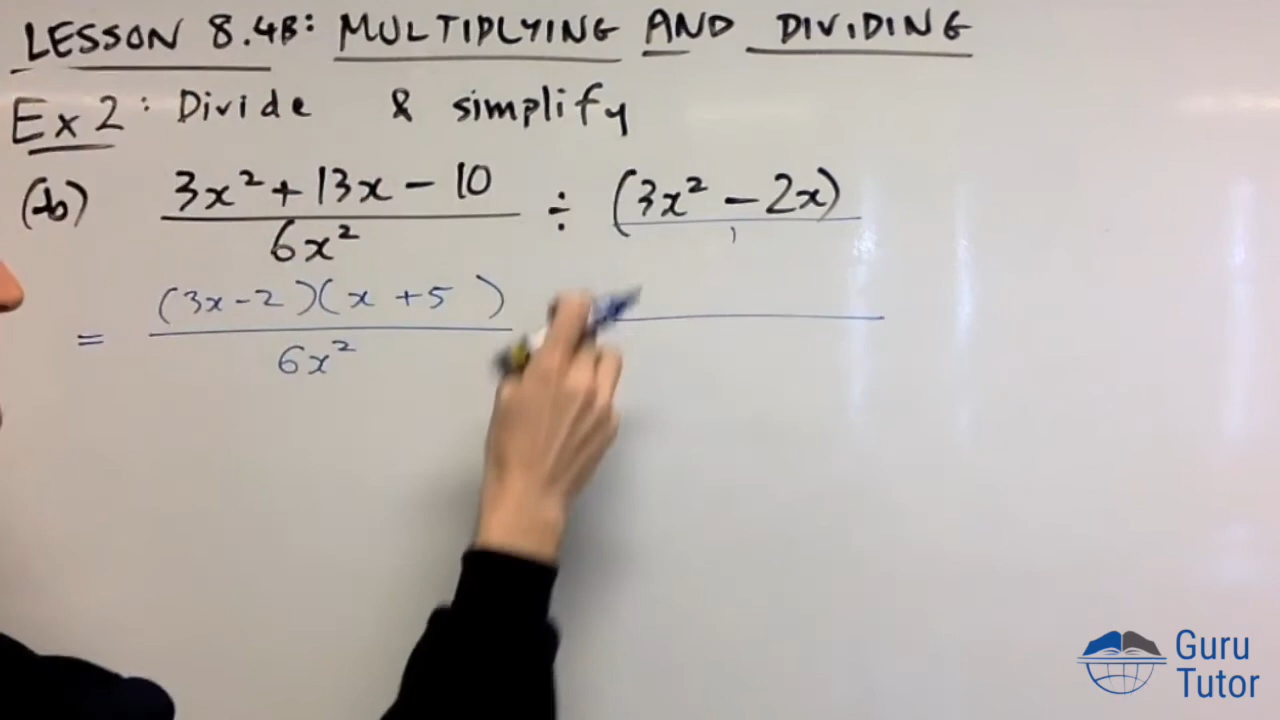 LESSON 8.4B: MULTIPLYING AND DIVIDING
Ex 2: Divide & simplify
(b) 3x² + 13x − 10 / 6x² ÷ (3x² − 2x) / 1
= (3x − 2)(x + 5) / 6x²
Guru
Tutor